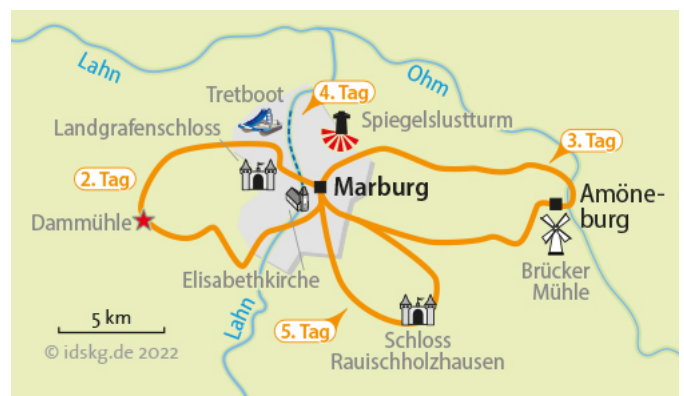 Lahn
Ohm
Tretboot
4. Tag
Landgrafenschloss
Spiegelslustturm
3. Tag
2. Tag
Marburg
Amöne-
burg
Dammühle
Elisabethkirche
Brücker
Mühle
Lahn
5 km
5. Tag
Schloss
Rauischholzhausen
© idskg.de 2022